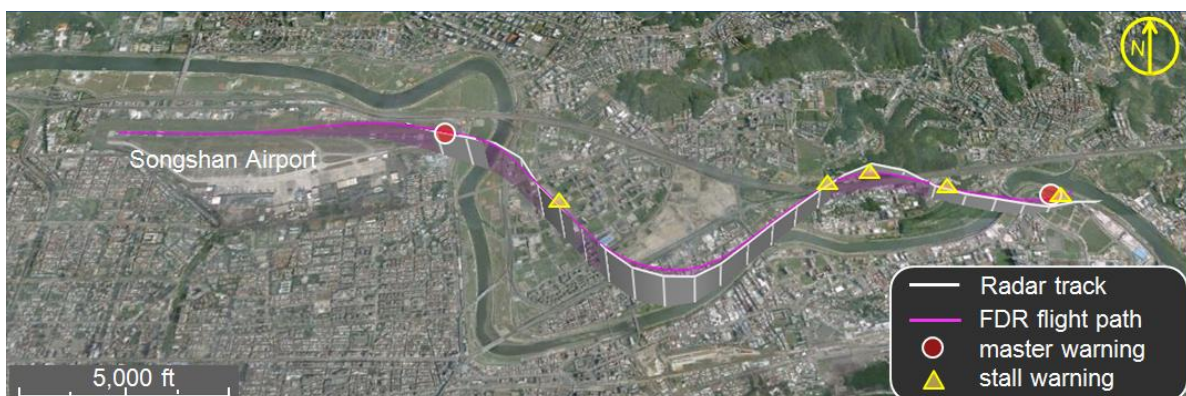 N
Songshan Airport
Radar track
FDR flight path
master warning
stall warning
5,000 ft